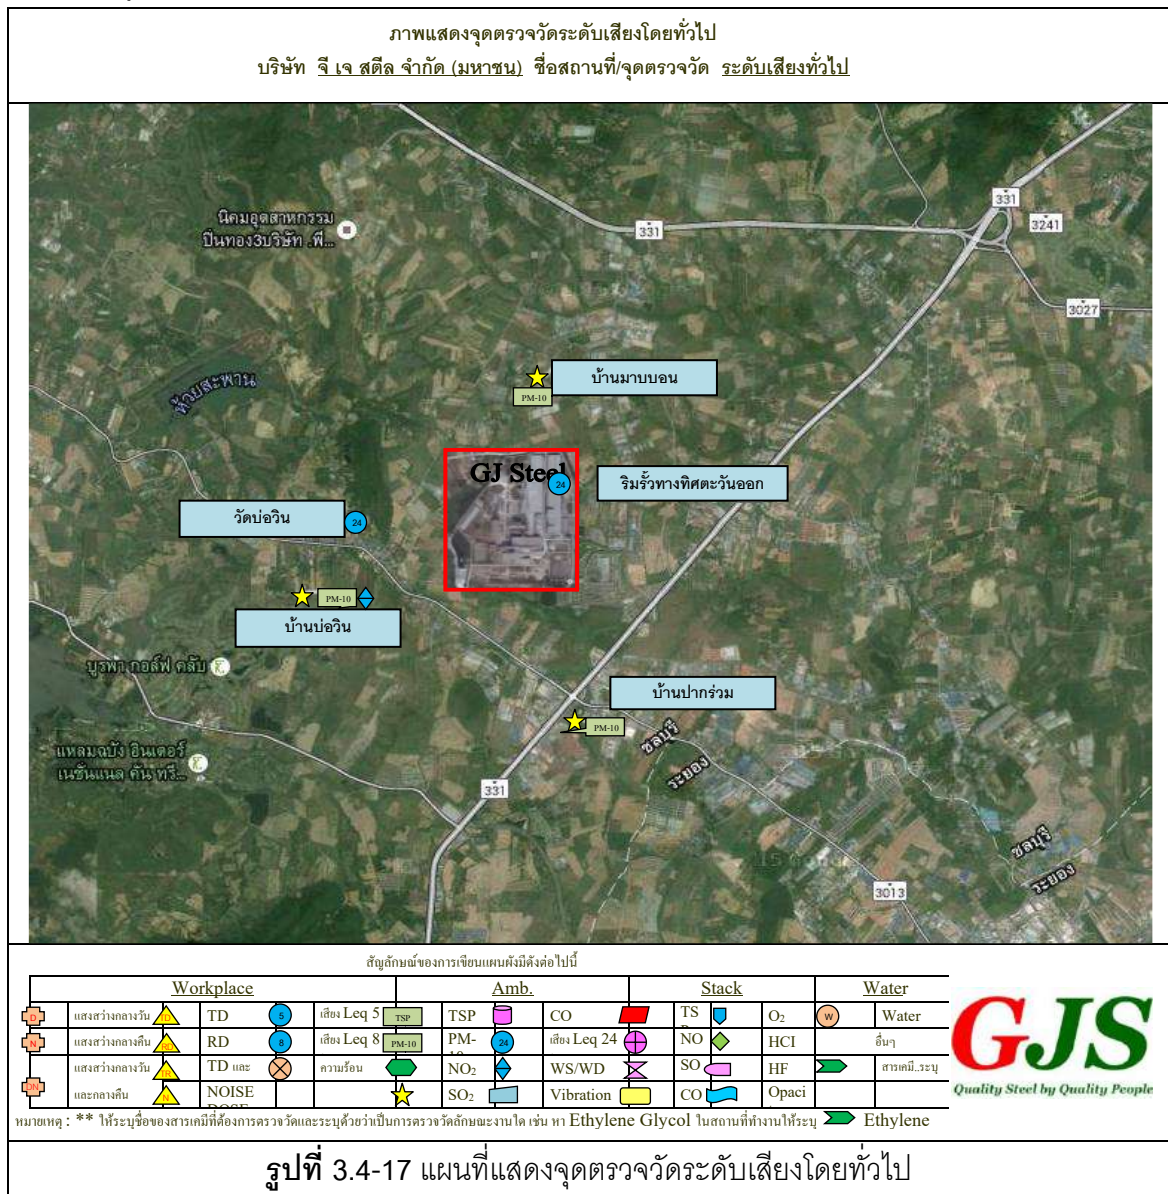 ภาพแสดงจุดตรวจวัดระดับเสียงโดยทั่วไป
บริษัท จี เจ สตีล จำกัด (มหาชน) ชื่อสถานที่/จุดตรวจวัด ระดับเสียงทั่วไป
331
3241
นิคมอุตสาหกรรม
ปิ่นทอง3บริษัท .พี...
331
3027
ห้วยสะพาน
บ้านมาบบอน
PM-10
GJ Steel
24
ริมรั้วทางทิศตะวันออก
วัดบ่อวิน
24
PM-10
บ้านบ่อวิน
บูรพา กอล์ฟ คลับ
บ้านปากร่วม
PM-10
ชลบุรี
ระยอง
แหลมฉบัง อินเตอร์
เนชั่นแนล คัน ทรี...
331
ชลบุรี
ระยอง
3013
สัญลักษณ์ของการเขียนแผนผังมีดังต่อไปนี้
Workplace Amb. Stack Water
D แสงสว่างกลางวัน TD TD 5 เสียง Leq 5 TSP TSP CO TS O₂ W Water
N แสงสว่างกลางคืน RD RD 8 เสียง Leq 8 PM-10 PM- 24 เสียง Leq 24 NO HCI อื่นๆ
DN แสงสว่างกลางวัน TR TD และ ความร้อน NO₂ WS/WD SO HF สารเคมี..ระบุ
และกลางคืน N NOISE SO₂ Vibration CO Opaci
หมายเหตุ : ** ให้ระบุชื่อของสารเคมีที่ต้องการตรวจวัดและระบุด้วยว่าเป็นการตรวจวัดลักษณะงานใด เช่น หา Ethylene Glycol ในสถานที่ทำงานให้ระบุ Ethylene
GJS
Quality Steel by Quality People
รูปที่ 3.4-17 แผนที่แสดงจุดตรวจวัดระดับเสียงโดยทั่วไป